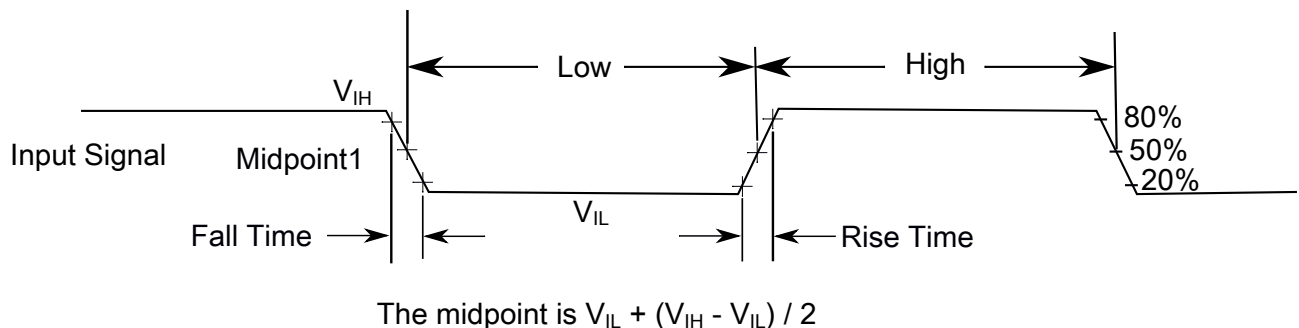 Low
High
V_IH
80%
Input Signal
Midpoint1
50%
20%
V_IL
Fall Time
Rise Time
The midpoint is V_IL + (V_IH - V_IL) / 2